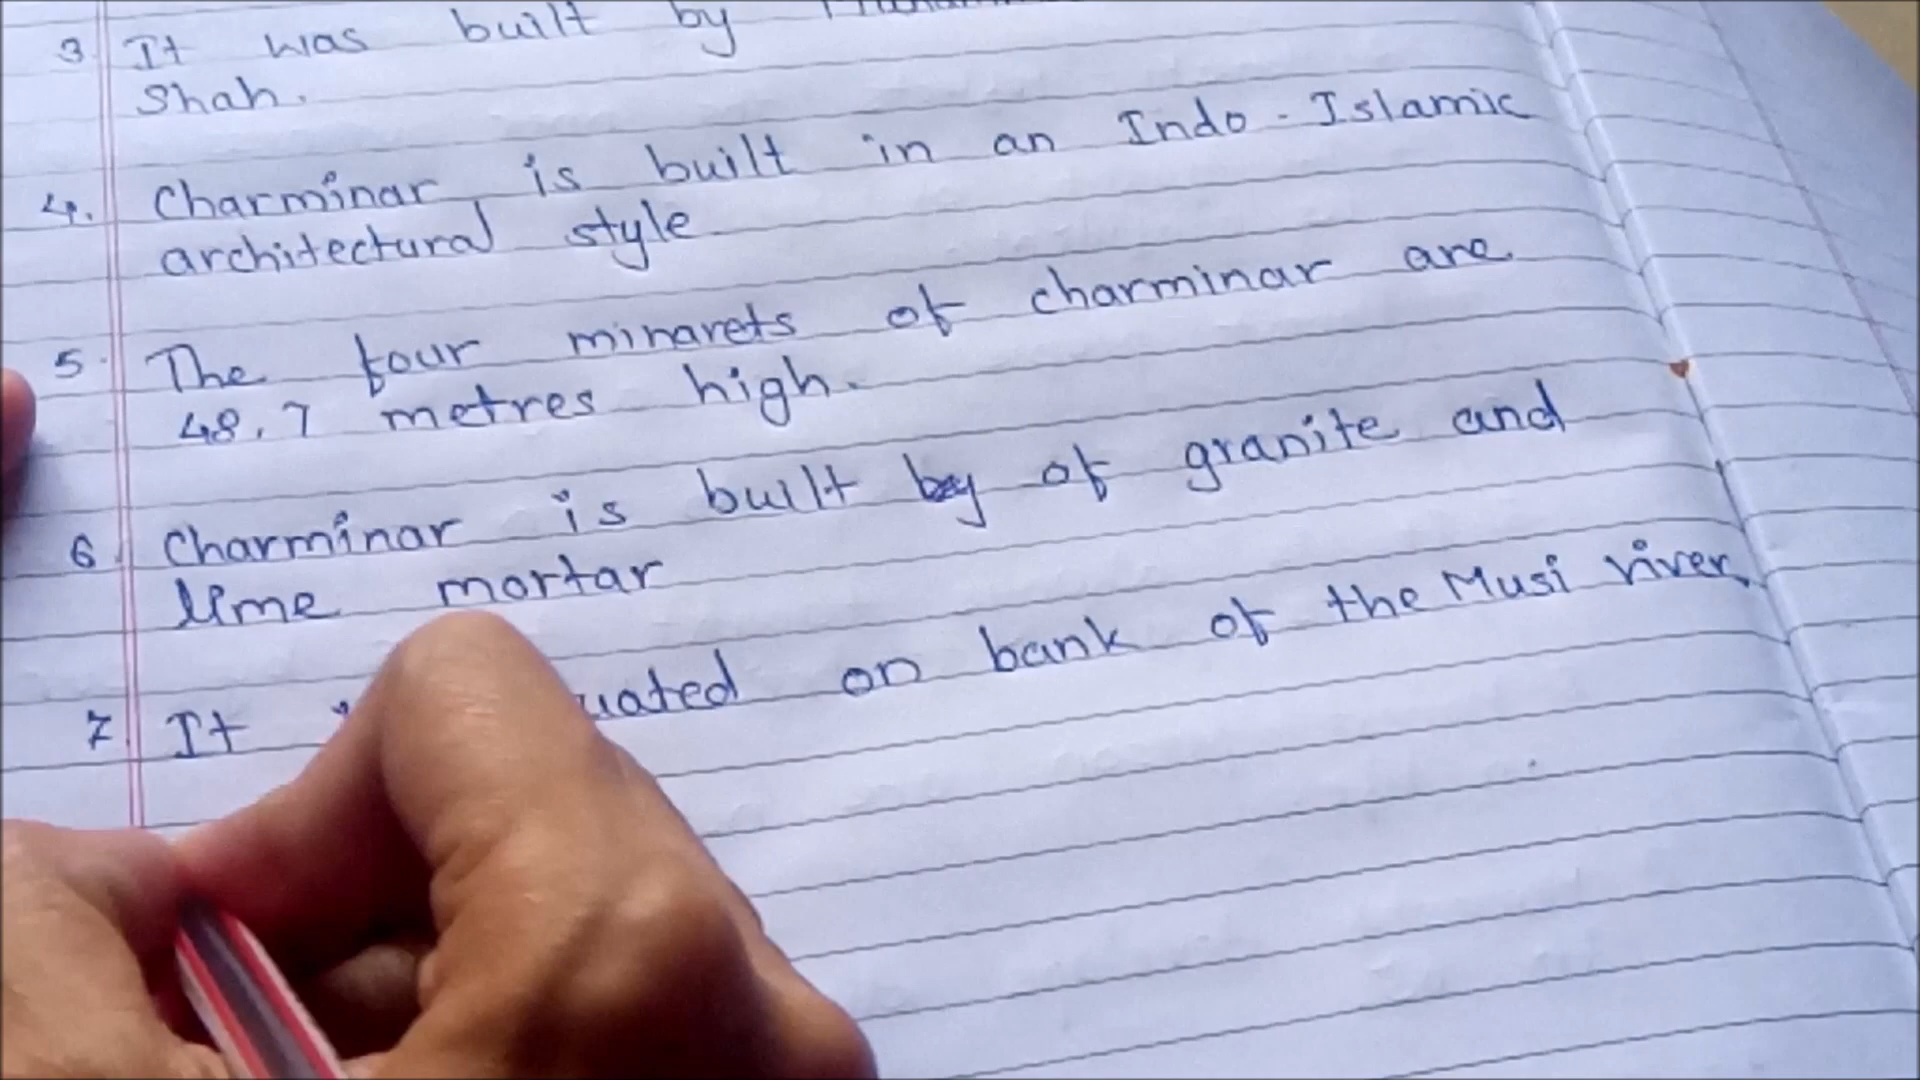 3. It was built by
Shah.
4. Charminar is built in an Indo-Islamic
architectural style
5. The four minarets of charminar are
48.7 metres high.
6 Charminar is built by of granite and
lime mortar
7. It on bank of the Musi river.